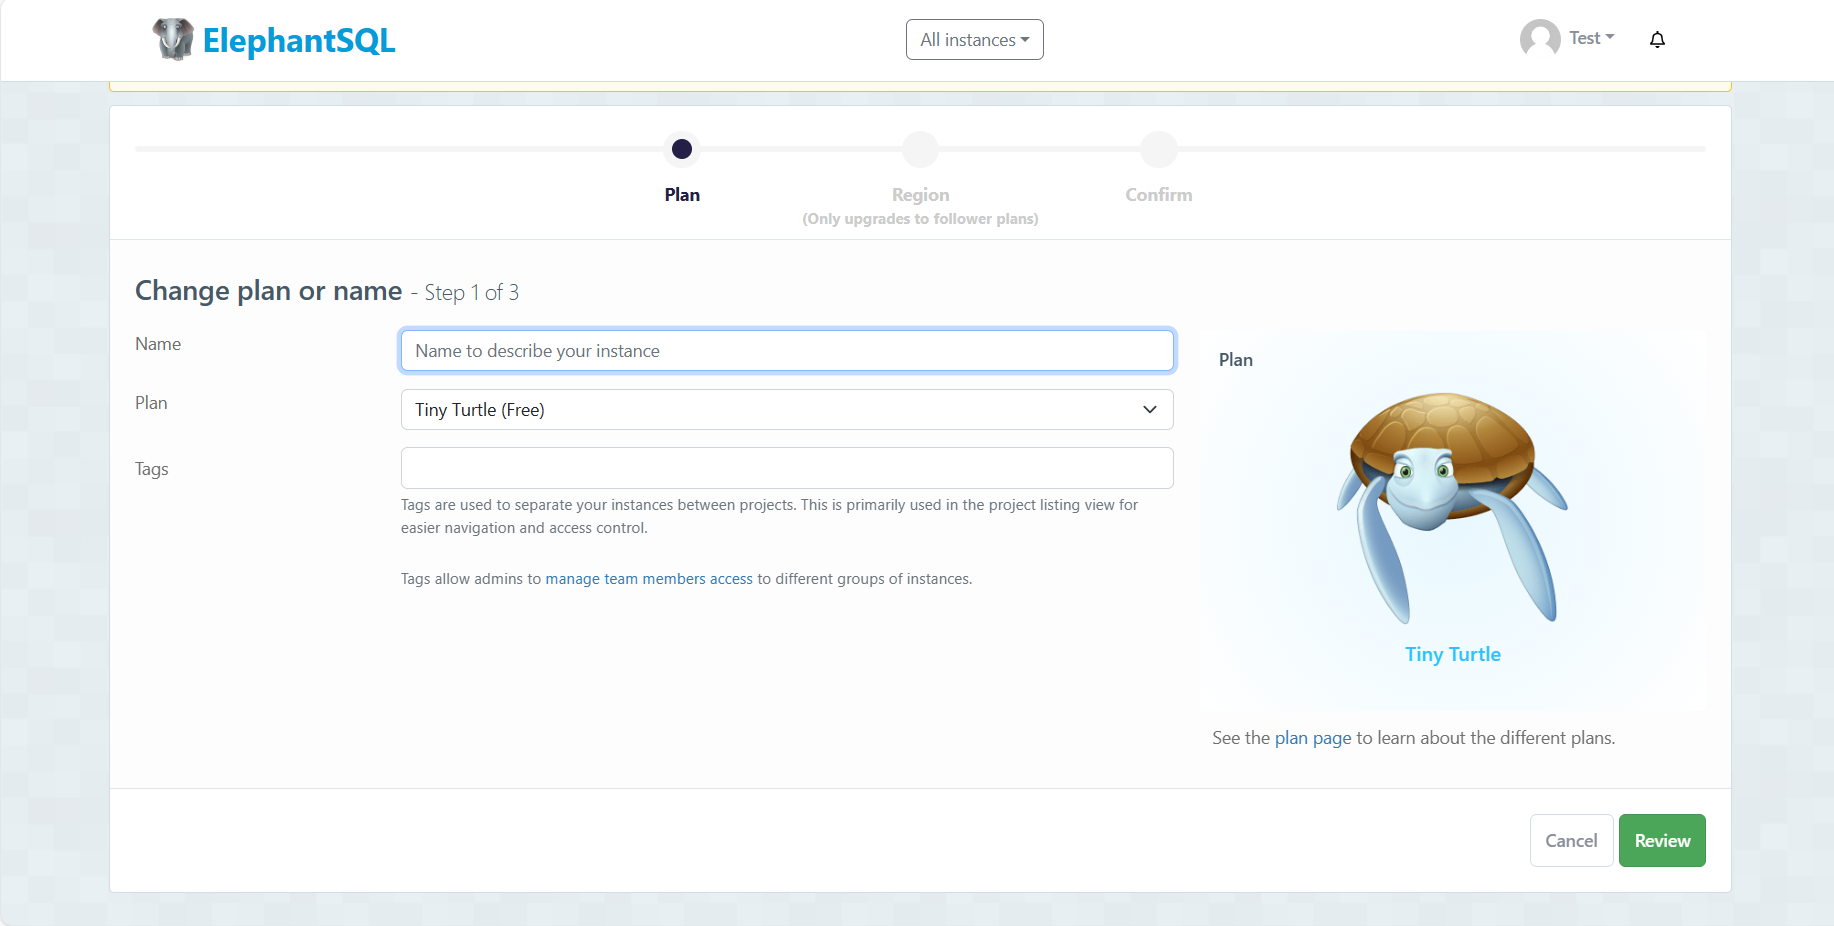 ElephantSQL
All instances
Test
Plan
Region
(Only upgrades to follower plans)
Confirm
Change plan or name - Step 1 of 3
Name
Name to describe your instance
Plan
Tiny Turtle (Free)
Tags
Tags are used to separate your instances between projects. This is primarily used in the project listing view for
easier navigation and access control.
Tags allow admins to manage team members access to different groups of instances.
Plan
Tiny Turtle
See the plan page to learn about the different plans.
Cancel
Review